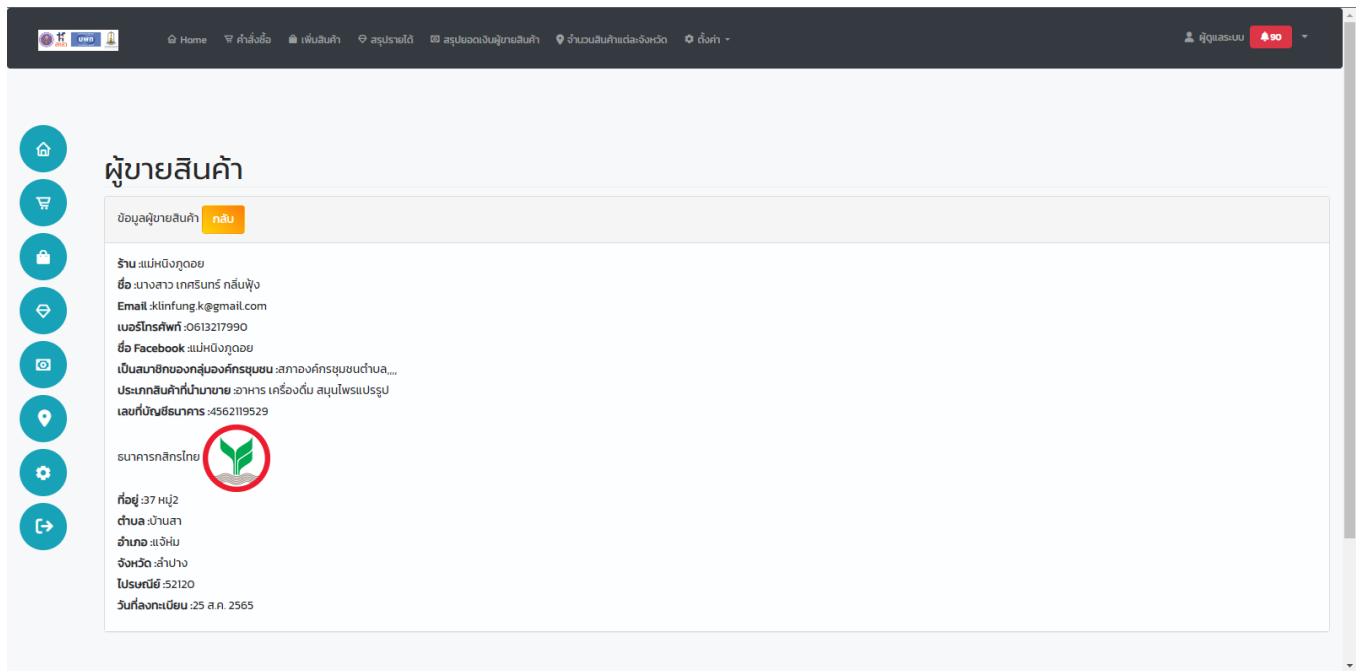 Home คำสั่งซื้อ เพิ่มสินค้า สรุปรายได้ สรุปยอดเงินผู้ขายสินค้า จำนวนสินค้าแต่ละจังหวัด ตั้งค่า ผู้ดูแลระบบ 90
ผู้ขายสินค้า
ข้อมูลผู้ขายสินค้า กลับ
ร้าน :แม่หนิงภูดอย
ชื่อ :นางสาว เกศรินทร์ กลิ่นฟุ้ง
Email :klinfung.k@gmail.com
เบอร์โทรศัพท์ :0613217990
ชื่อ Facebook :แม่หนิงภูดอย
เป็นสมาชิกของกลุ่มองค์กรชุมชน :สภาองค์กรชุมชนตำบล,,,,
ประเภทสินค้าที่นำมาขาย :อาหาร เครื่องดื่ม สมุนไพรแปรรูป
เลขที่บัญชีธนาคาร :4562119529
ธนาคารกสิกรไทย
ที่อยู่ :37 หมู่2
ตำบล :บ้านสา
อำเภอ :แจ้ห่ม
จังหวัด :ลำปาง
ไปรษณีย์ :52120
วันที่ลงทะเบียน :25 ส.ค. 2565